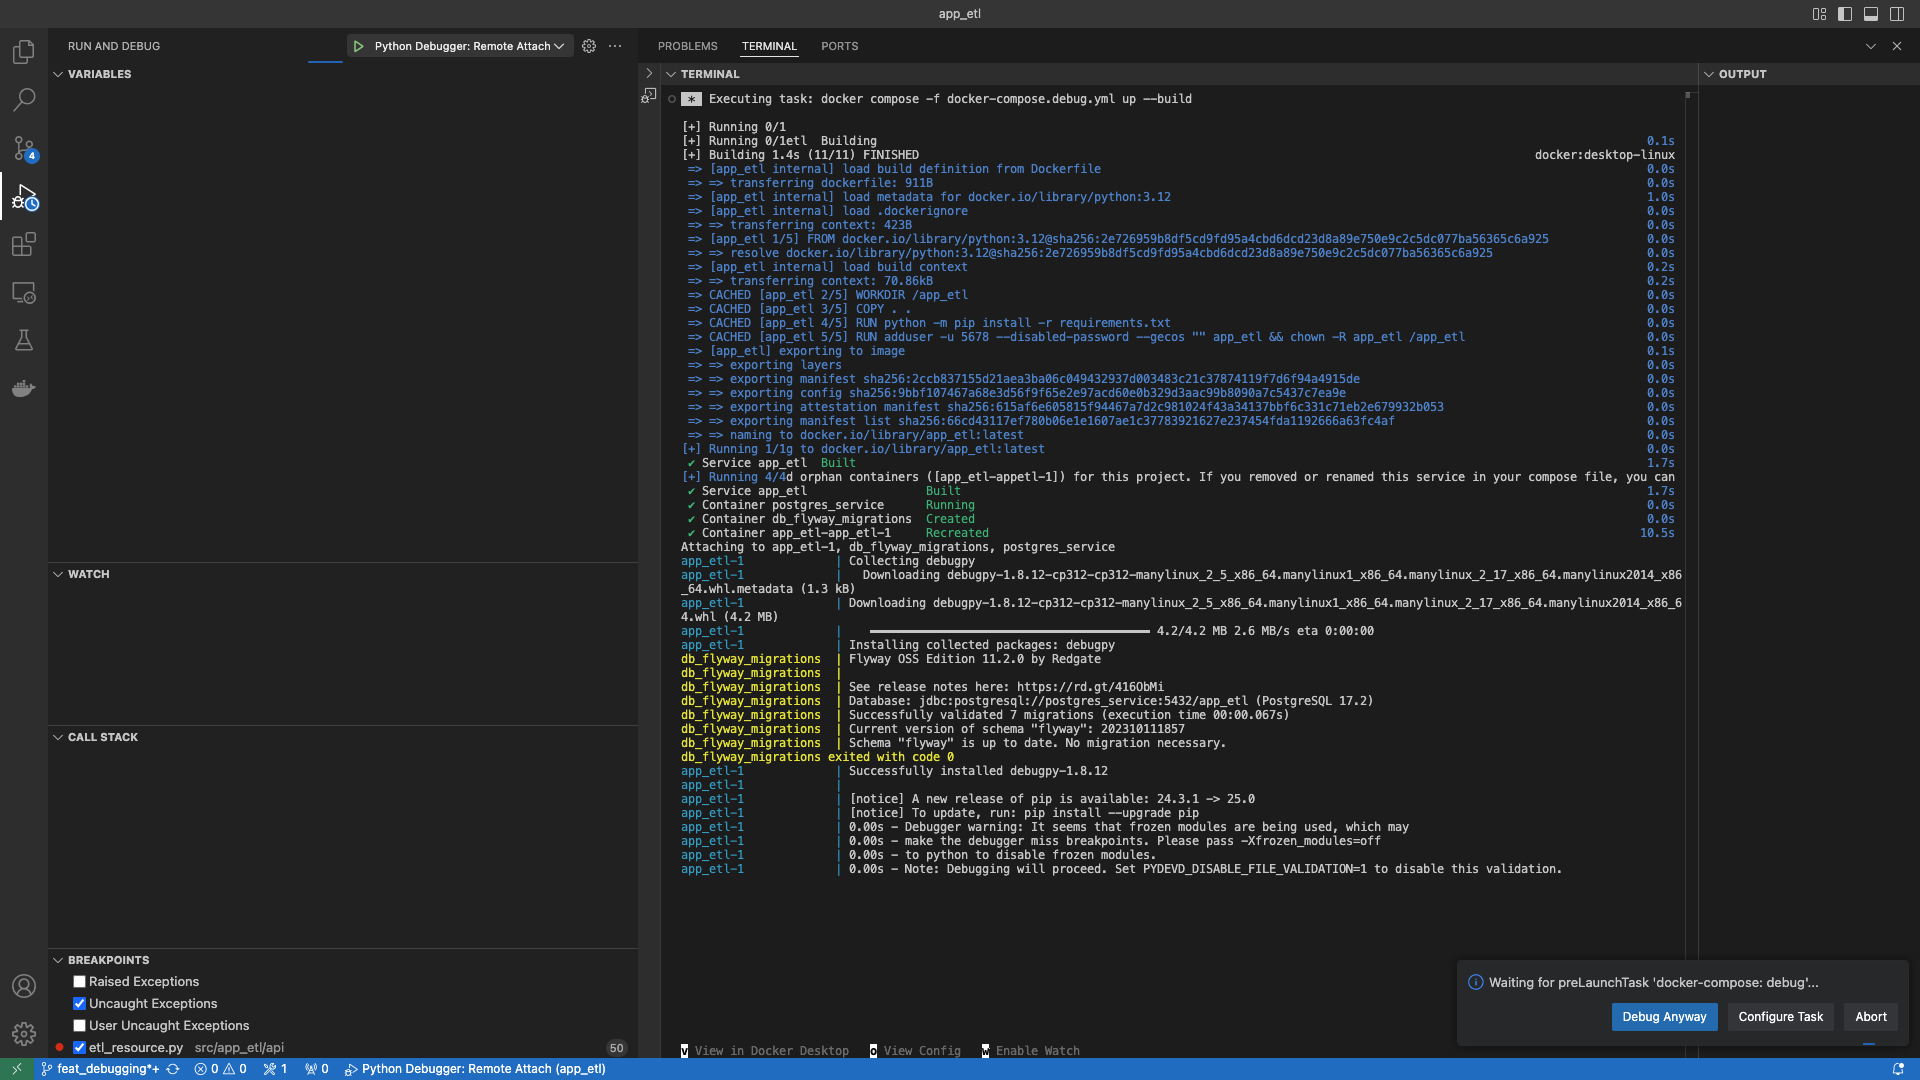 app_etl
RUN AND DEBUG
Python Debugger: Remote Attach
VARIABLES
WATCH
CALL STACK
BREAKPOINTS
Raised Exceptions
Uncaught Exceptions
User Uncaught Exceptions
etl_resource.py src/app_etl/api 50
4
PROBLEMS TERMINAL PORTS
TERMINAL
OUTPUT
* Executing task: docker compose -f docker-compose.debug.yml up --build
[+] Running 0/1
[+] Running 0/1etl Building 0.1s
[+] Building 1.4s (11/11) FINISHED docker:desktop-linux
=> [app_etl internal] load build definition from Dockerfile 0.0s
=> => transferring dockerfile: 911B 0.0s
=> [app_etl internal] load metadata for docker.io/library/python:3.12 1.0s
=> [app_etl internal] load .dockerignore 0.0s
=> => transferring context: 423B 0.0s
=> [app_etl 1/5] FROM docker.io/library/python:3.12@sha256:2e726959b8df5cd9fd95a4cbd6dcd23d8a89e750e9c2c5dc077ba56365c6a925 0.0s
=> => resolve docker.io/library/python:3.12@sha256:2e726959b8df5cd9fd95a4cbd6dcd23d8a89e750e9c2c5dc077ba56365c6a925 0.0s
=> [app_etl internal] load build context 0.2s
=> => transferring context: 70.86kB 0.2s
=> CACHED [app_etl 2/5] WORKDIR /app_etl 0.0s
=> CACHED [app_etl 3/5] COPY . . 0.0s
=> CACHED [app_etl 4/5] RUN python -m pip install -r requirements.txt 0.0s
=> CACHED [app_etl 5/5] RUN adduser -u 5678 --disabled-password --gecos "" app_etl && chown -R app_etl /app_etl 0.0s
=> [app_etl] exporting to image 0.1s
=> => exporting layers 0.0s
=> => exporting manifest sha256:2ccb837155d21aea3ba06c049432937d003483c21c37874119f7d6f94a4915de 0.0s
=> => exporting config sha256:9bbf107467a68e3d56f9f65e2e97acd60e0b329d3aac99b8090a7c5437c7ea9e 0.0s
=> => exporting attestation manifest sha256:615af6e605815f94467a7d2c981024f43a34137bbf6c331c71eb2e679932b053 0.0s
=> => exporting manifest list sha256:66cd43117ef780b06e1e1607ae1c37783921627e237454fda1192666a63fc4af 0.0s
=> => naming to docker.io/library/app_etl:latest 0.0s
[+] Running 1/1g to docker.io/library/app_etl:latest 0.0s
✔ Service app_etl Built 1.7s
[+] Running 4/4d orphan containers ([app_etl-appetl-1]) for this project. If you removed or renamed this service in your compose file, you can
✔ Service app_etl Built 1.7s
✔ Container postgres_service Running 0.0s
✔ Container db_flyway_migrations Created 0.0s
✔ Container app_etl-app_etl-1 Recreated 10.5s
Attaching to app_etl-1, db_flyway_migrations, postgres_service
app_etl-1 | Collecting debugpy
app_etl-1 | Downloading debugpy-1.8.12-cp312-cp312-manylinux_2_5_x86_64.manylinux1_x86_64.manylinux_2_17_x86_64.manylinux2014_x86
_64.whl.metadata (1.3 kB)
app_etl-1 | Downloading debugpy-1.8.12-cp312-cp312-manylinux_2_5_x86_64.manylinux1_x86_64.manylinux_2_17_x86_64.manylinux2014_x86_6
4.whl (4.2 MB)
app_etl-1 | ━━━━━━━━━━━━━━━━━━━━━━━━━━━━━━━━━━━━━━━━ 4.2/4.2 MB 2.6 MB/s eta 0:00:00
app_etl-1 | Installing collected packages: debugpy
db_flyway_migrations | Flyway OSS Edition 11.2.0 by Redgate
db_flyway_migrations |
db_flyway_migrations | See release notes here: https://rd.gt/416ObMi
db_flyway_migrations | Database: jdbc:postgresql://postgres_service:5432/app_etl (PostgreSQL 17.2)
db_flyway_migrations | Successfully validated 7 migrations (execution time 00:00.067s)
db_flyway_migrations | Current version of schema "flyway": 202310111857
db_flyway_migrations | Schema "flyway" is up to date. No migration necessary.
db_flyway_migrations exited with code 0
app_etl-1 | Successfully installed debugpy-1.8.12
app_etl-1 |
app_etl-1 | [notice] A new release of pip is available: 24.3.1 -> 25.0
app_etl-1 | [notice] To update, run: pip install --upgrade pip
app_etl-1 | 0.00s - Debugger warning: It seems that frozen modules are being used, which may
app_etl-1 | 0.00s - make the debugger miss breakpoints. Please pass -Xfrozen_modules=off
app_etl-1 | 0.00s - to python to disable frozen modules.
app_etl-1 | 0.00s - Note: Debugging will proceed. Set PYDEVD_DISABLE_FILE_VALIDATION=1 to disable this validation.
v View in Docker Desktop o View Config w Enable Watch
Waiting for preLaunchTask 'docker-compose: debug'...
Debug Anyway Configure Task Abort
feat_debugging*+ 0 0 1 0 Python Debugger: Remote Attach (app_etl)